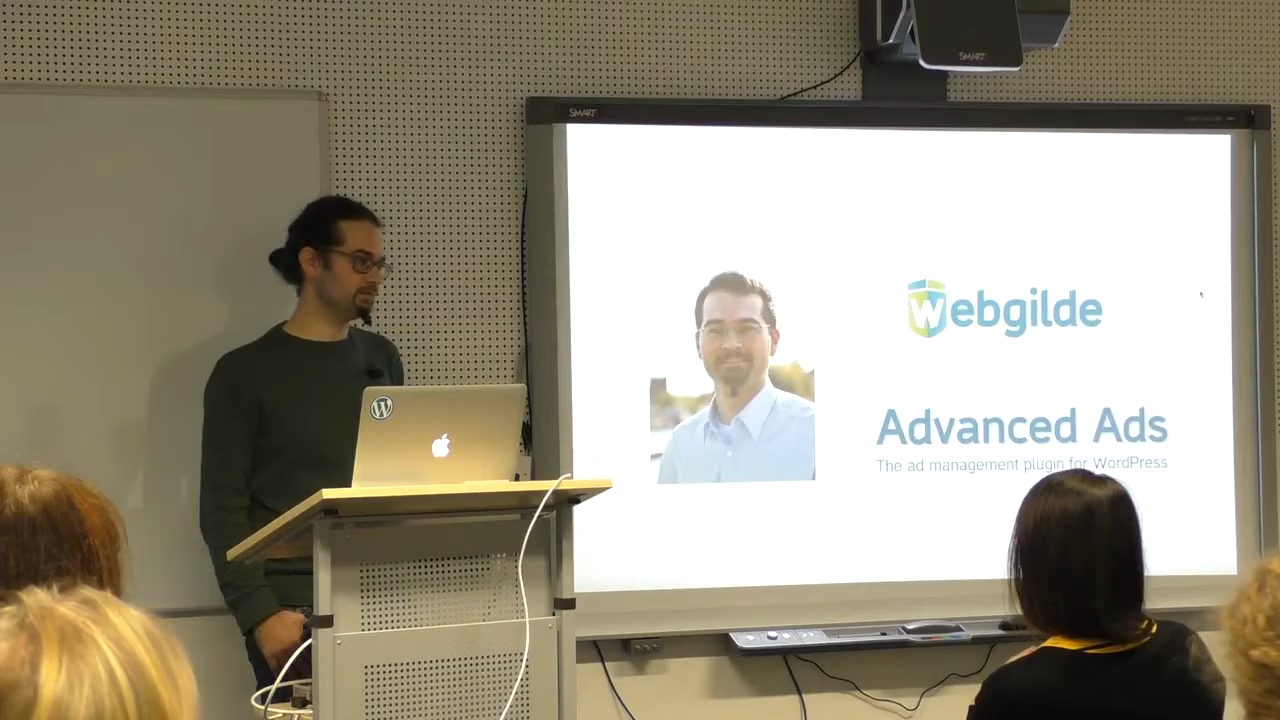 SMART
SMART
Webgilde
Advanced Ads
The ad management plugin for WordPress
W